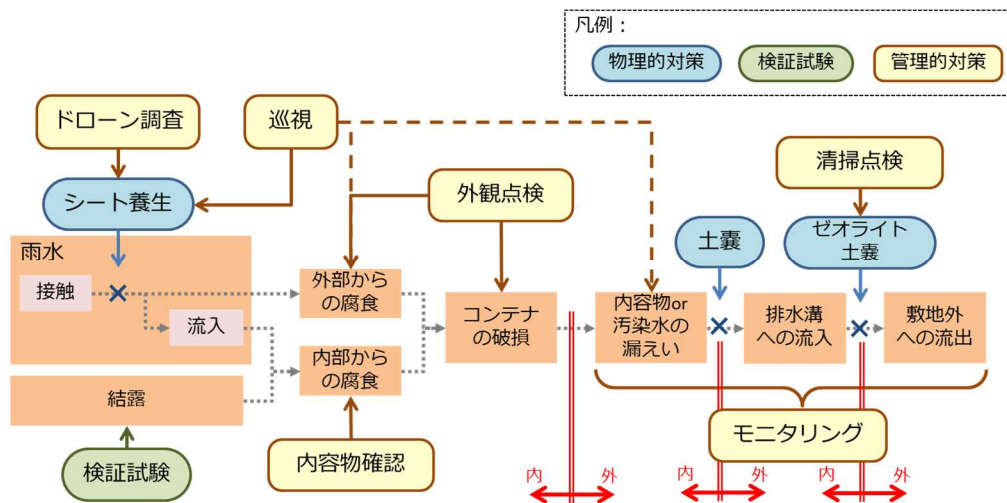 凡例：
物理的対策
検証試験
管理的対策
ドローン調査
巡視
外観点検
清掃点検
シート養生
土嚢
ゼオライト
土嚢
雨水
接触
流入
外部から
の腐食
コンテナ
の破損
内容物or
汚染水の
漏えい
排水溝
への流入
敷地外
への流出
内部から
の腐食
結露
検証試験
内容物確認
モニタリング
内
外
内
外
内
外